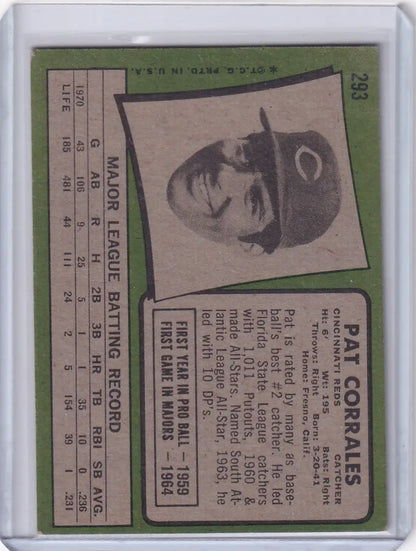 293
PAT CORRALES
CINCINNATI REDS CATCHER
Ht: 6' Wt: 195 Bats: Right
Throws: Right Born: 3-20-41
Home: Fresno, Calif.
Pat is rated by many as base-
ball's best #2 catcher. He led
Florida State League catchers
with 1,011 Putouts, 1960 &
made All-Stars. Named South At-
lantic League All-Star, 1963, he
led with 10 DP's.
FIRST YEAR IN PRO BALL — 1959
FIRST GAME IN MAJORS — 1964
C
*©T.C.G. PRTD. IN U.S.A.
MAJOR LEAGUE BATTING RECORD
G AB R H 2B 3B HR TB RBI SB AVG.
1970 43 106 9 25 5 1 1 35 10 0 .236
LIFE 185 481 44 111 24 2 5 154 39 1 .231